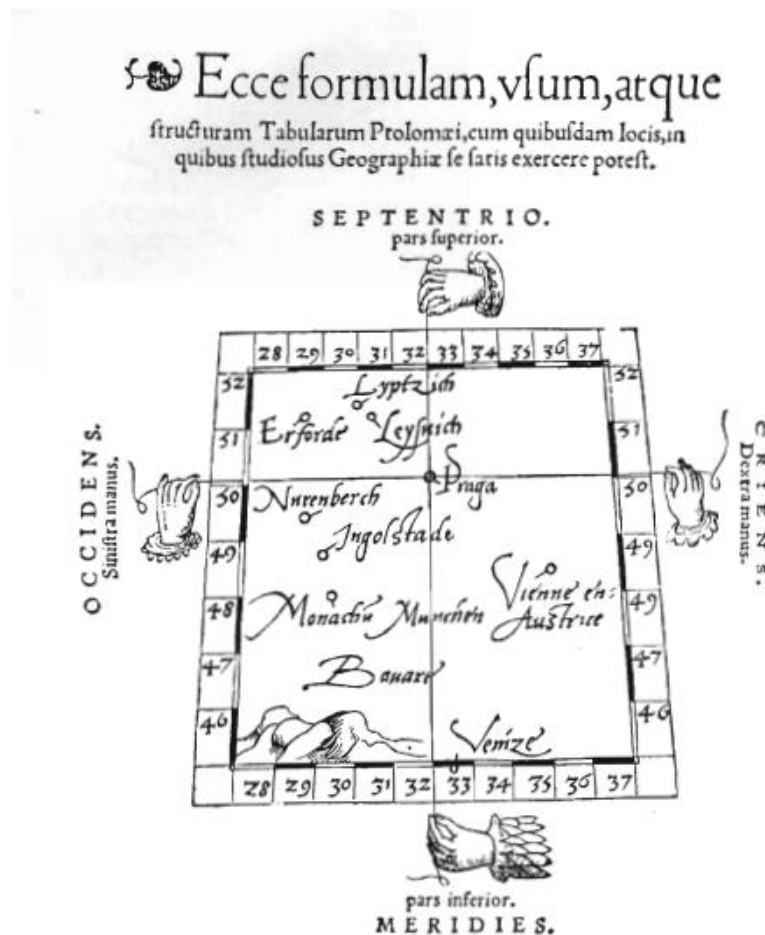 Ecce formulam, vſum, atque
ſtructuram Tabularum Ptolomæi, cum quibuſdam locis, in
quibus ſtudioſus Geographiæ ſe ſatis exercere poteſt.
SEPTENTRIO.
pars ſuperior.
28 29 30 31 32 33 34 35 36 37
52 52
Lyptzich
51 Erforde Leyſnich 51
OCCIDENS.
Siniſtra manus.
ORIENS.
Dextra manus.
50 Praga 50
Nurenberch
49 Ingolstade 49
Vienne en:
Austrice
48 Monachũ Munchen 49
47 Bauare 47
46 Venize 46
28 29 30 31 32 33 34 35 36 37
pars inferior.
MERIDIES.